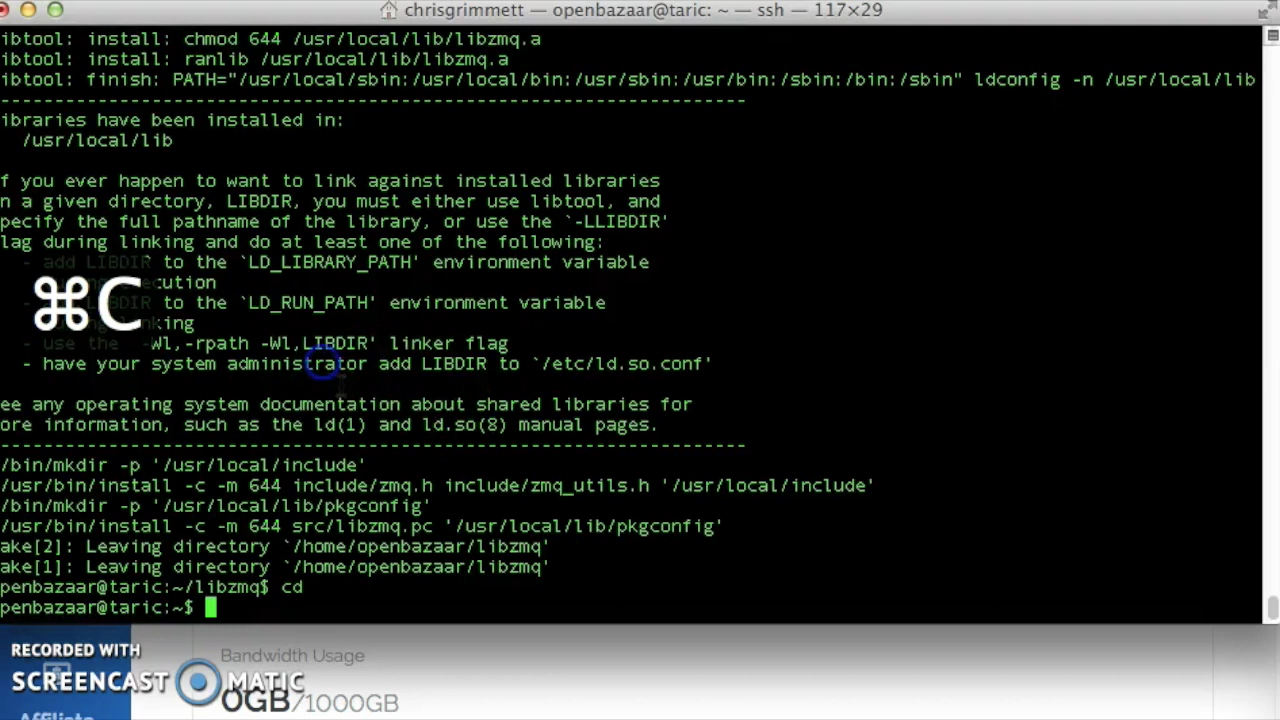 chrisgrimmett — openbazaar@taric: ~ — ssh — 117×29
ibtool: install: chmod 644 /usr/local/lib/libzmq.a
ibtool: install: ranlib /usr/local/lib/libzmq.a
ibtool: finish: PATH="/usr/local/sbin:/usr/local/bin:/usr/sbin:/usr/bin:/sbin:/bin:/sbin" ldconfig -n /usr/local/lib
----------------------------------------------------------------------
ibraries have been installed in:
/usr/local/lib
f you ever happen to want to link against installed libraries
n a given directory, LIBDIR, you must either use libtool, and
pecify the full pathname of the library, or use the `-LLIBDIR'
lag during linking and do at least one of the following:
- add LIBDIR to the `LD_LIBRARY_PATH' environment variable
cution
LIBDIR to the `LD_RUN_PATH' environment variable
king
⌘C
- use the -Wl,-rpath -Wl,LIBDIR' linker flag
- have your system administrator add LIBDIR to `/etc/ld.so.conf'
ee any operating system documentation about shared libraries for
ore information, such as the ld(1) and ld.so(8) manual pages.
----------------------------------------------------------------------
/bin/mkdir -p '/usr/local/include'
/usr/bin/install -c -m 644 include/zmq.h include/zmq_utils.h '/usr/local/include'
/bin/mkdir -p '/usr/local/lib/pkgconfig'
/usr/bin/install -c -m 644 src/libzmq.pc '/usr/local/lib/pkgconfig'
ake[2]: Leaving directory `/home/openbazaar/libzmq'
ake[1]: Leaving directory `/home/openbazaar/libzmq'
penbazaar@taric:~/libzmq$ cd
penbazaar@taric:~$
RECORDED WITH
SCREENCAST MATIC
Bandwidth Usage
0GB/1000GB
Affiliate